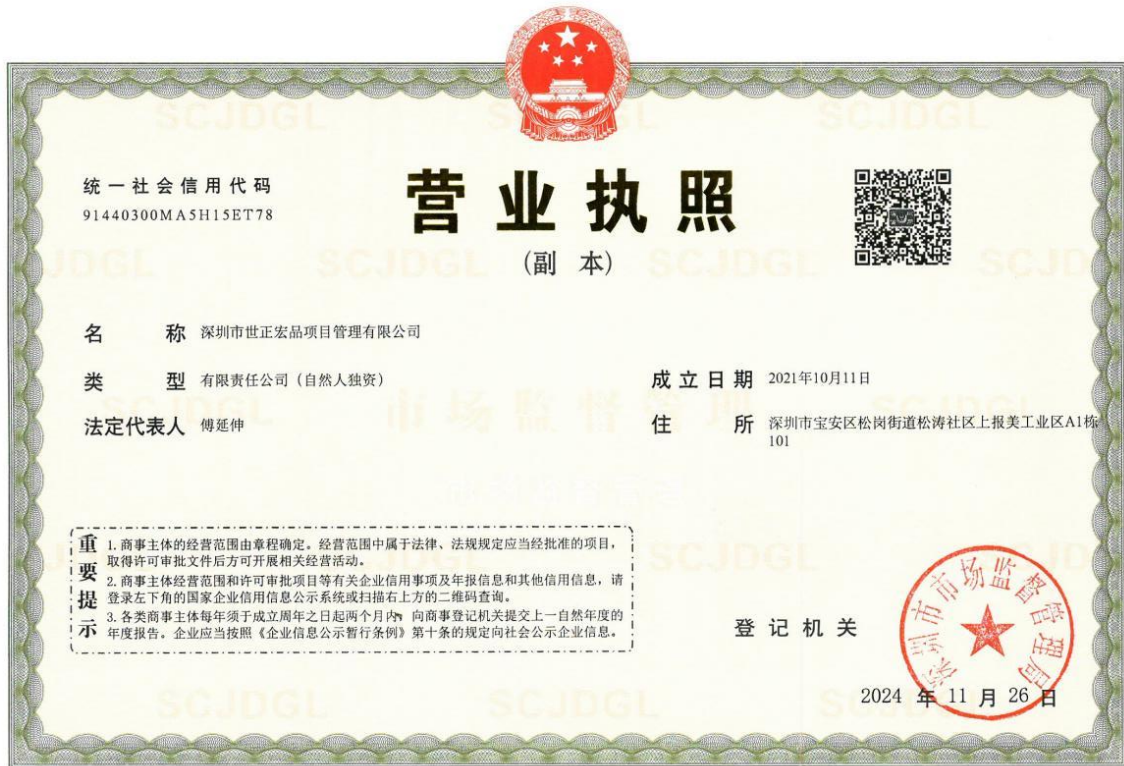 统一社会信用代码
91440300MA5H15ET78
营业执照
（副 本）
名 称 深圳市世正宏品项目管理有限公司
类 型 有限责任公司（自然人独资）
法定代表人 傅延伸
成立日期 2021年10月11日
住 所 深圳市宝安区松岗街道松涛社区上报美工业区A1栋
101
重要提示
1. 商事主体的经营范围由章程确定。经营范围中属于法律、法规规定应当经批准的项目，
取得许可审批文件后方可开展相关经营活动。
2. 商事主体经营范围和许可审批项目等有关企业信用事项及年报信息和其他信用信息，请
登录左下角的国家企业信用信息公示系统或扫描右上方的二维码查询。
3. 各类商事主体每年须于成立周年之日起两个月内，向商事登记机关提交上一自然年度的
年度报告。企业应当按照《企业信息公示暂行条例》第十条的规定向社会公示企业信息。
登记机关
深圳市市场监督管理局
2024 年 11 月 26 日
SCJDGL
市场监督管理